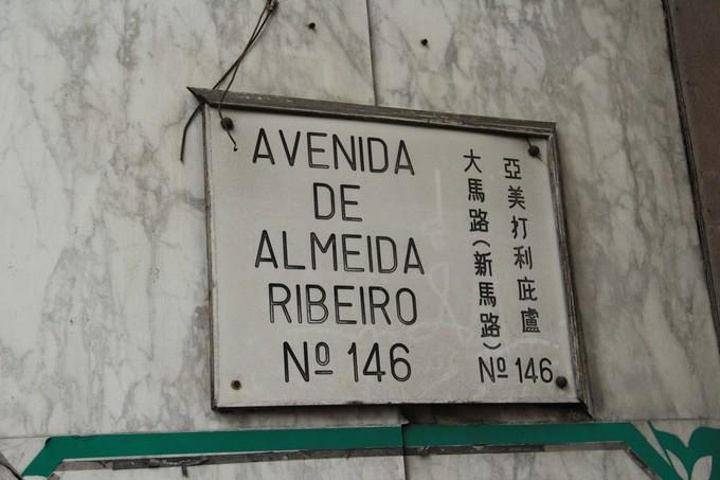 AVENIDA
DE
ALMEIDA
RIBEIRO
Nº 146
亞美打利庇盧
大馬路(新馬路)
Nº 146